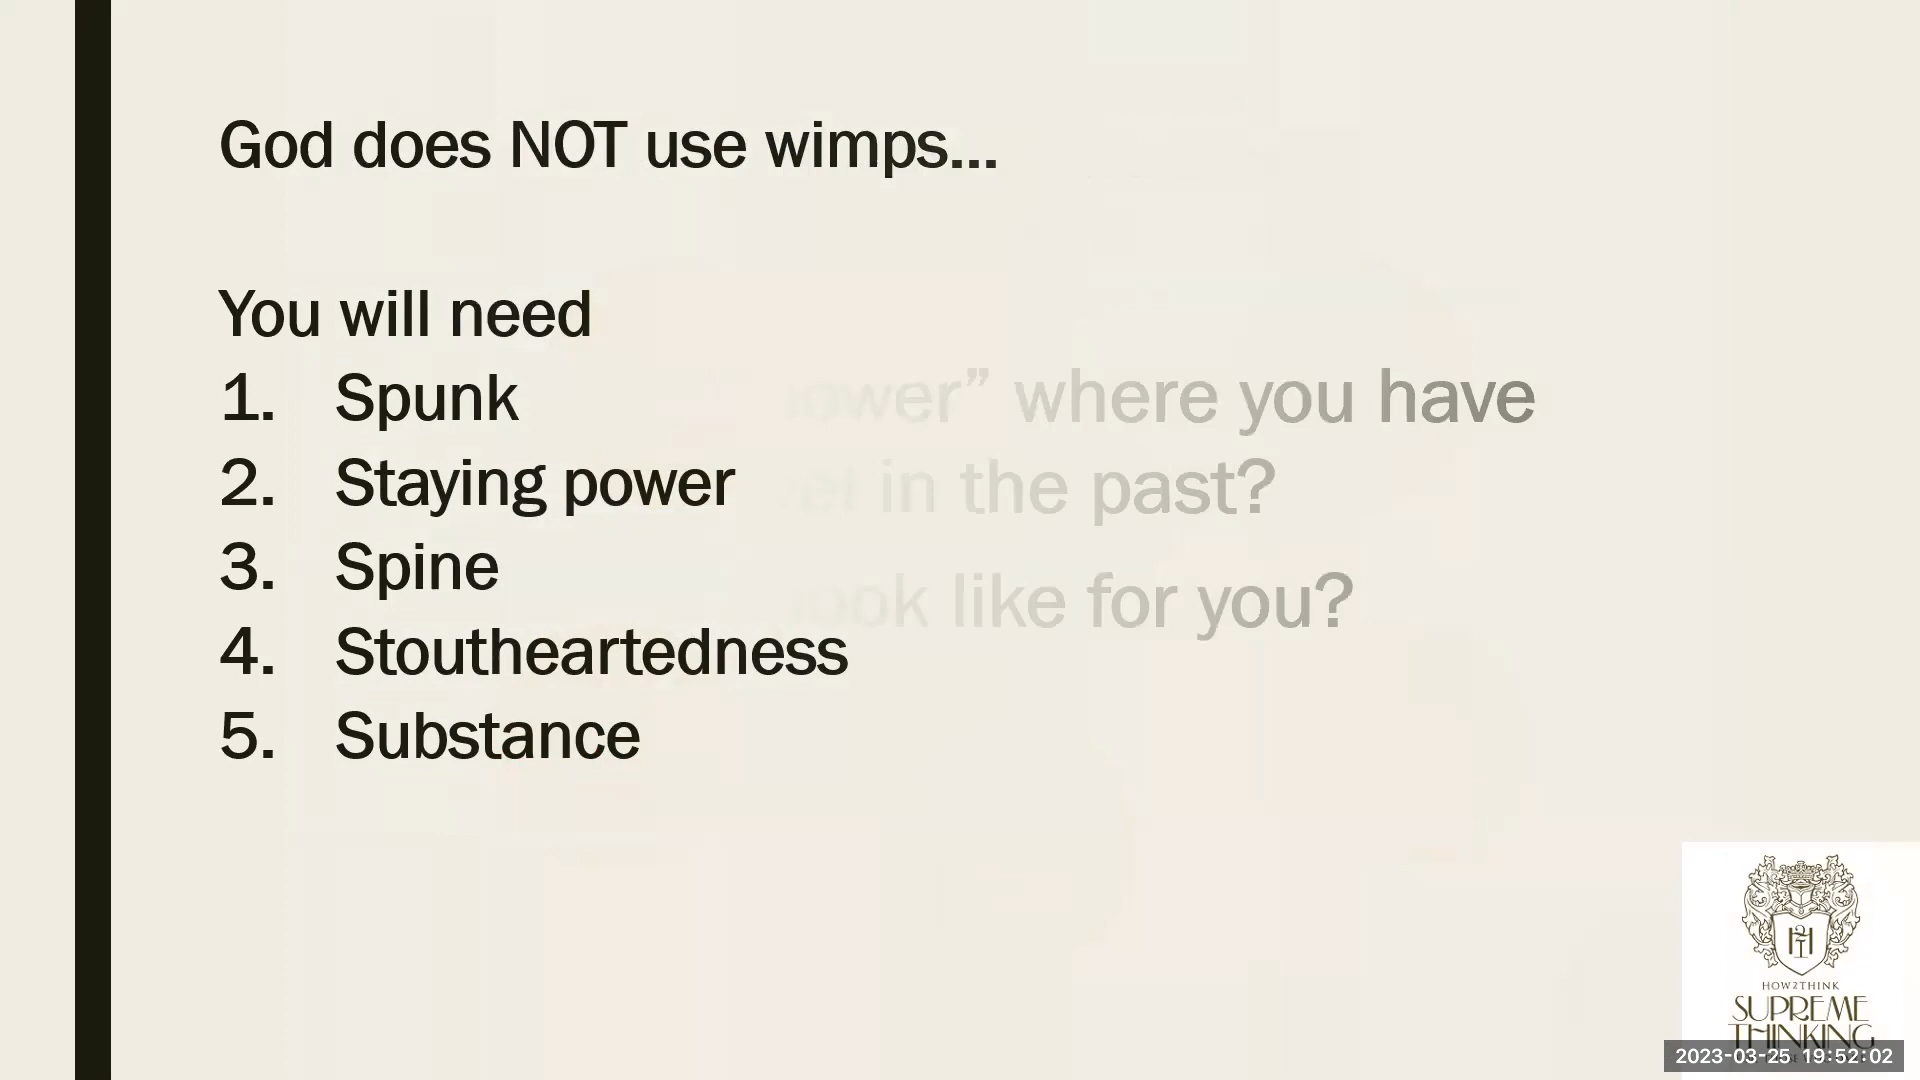 God does NOT use wimps...
You will need
1. Spunk
2. Staying power
3. Spine
4. Stoutheartedness
5. Substance
where you have
in the past?
look like for you?
HOW2THINK
SUPREME
THINKING
2023-03-25 19:52:02